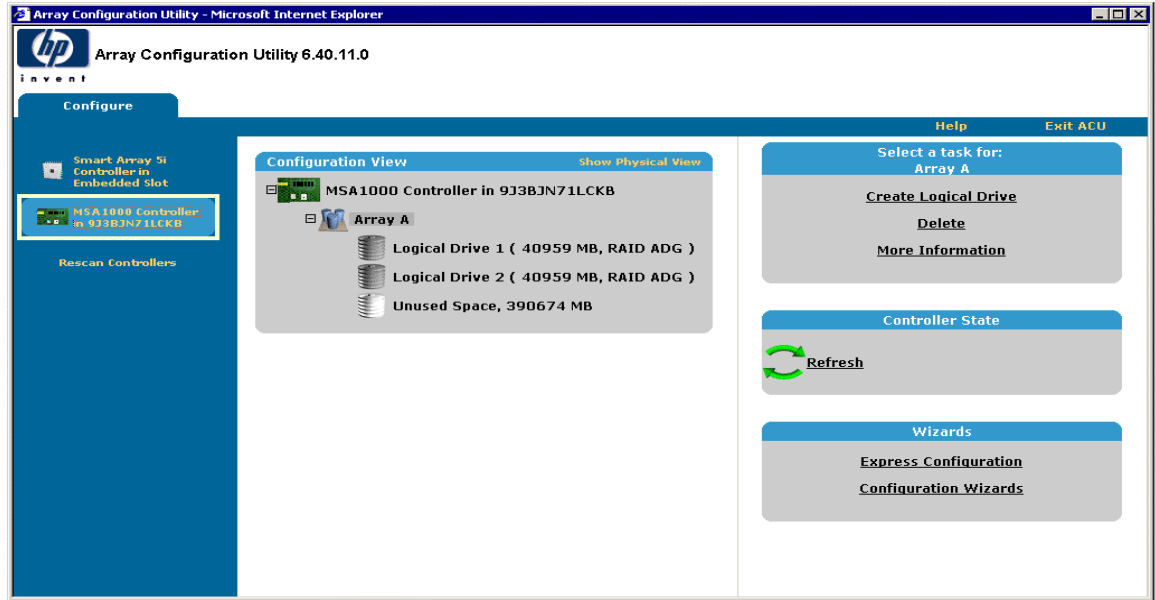 Array Configuration Utility - Microsoft Internet Explorer
hp
invent
Array Configuration Utility 6.40.11.0
Configure
Help
Exit ACU
Smart Array 5i
Controller in
Embedded Slot
MSA1000 Controller
in 9J3BJN71LCKB
Rescan Controllers
Configuration View
Show Physical View
MSA1000 Controller in 9J3BJN71LCKB
Array A
Logical Drive 1 ( 40959 MB, RAID ADG )
Logical Drive 2 ( 40959 MB, RAID ADG )
Unused Space, 390674 MB
Select a task for:
Array A
Create Logical Drive
Delete
More Information
Controller State
Refresh
Wizards
Express Configuration
Configuration Wizards